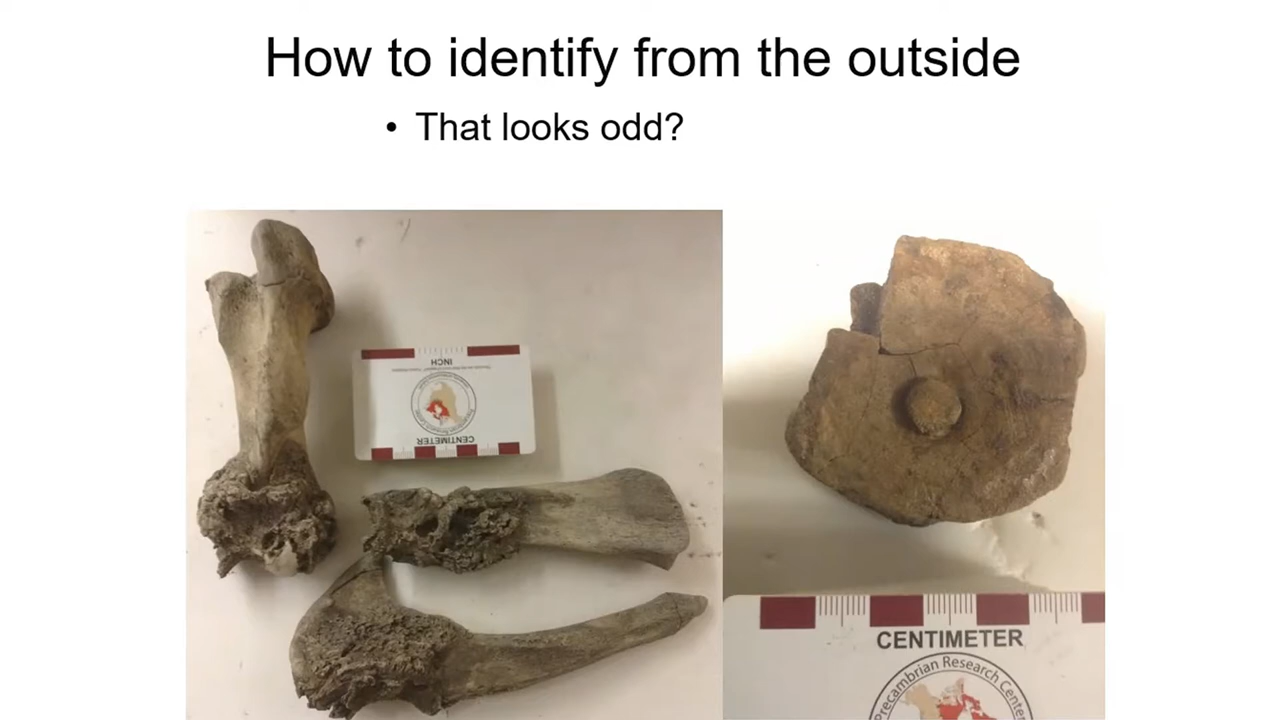 How to identify from the outside
• That looks odd?
INCH
CENTIMETER
CENTIMETER
Precambrian Research Center